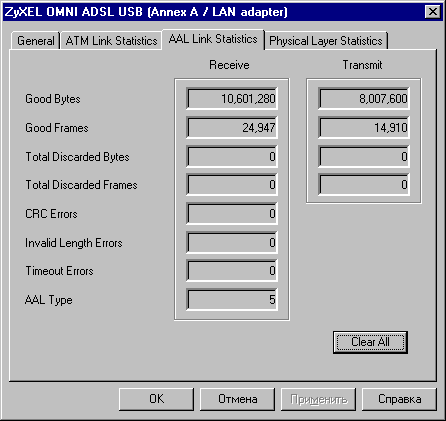 ZyXEL OMNI ADSL USB (Annex A / LAN adapter)
General ATM Link Statistics AAL Link Statistics Physical Layer Statistics
Receive Transmit
Good Bytes 10,601,280 8,007,600
Good Frames 24,947 14,910
Total Discarded Bytes 0 0
Total Discarded Frames 0 0
CRC Errors 0
Invalid Length Errors 0
Timeout Errors 0
AAL Type 5
Clear All
OK Отмена Применить Справка